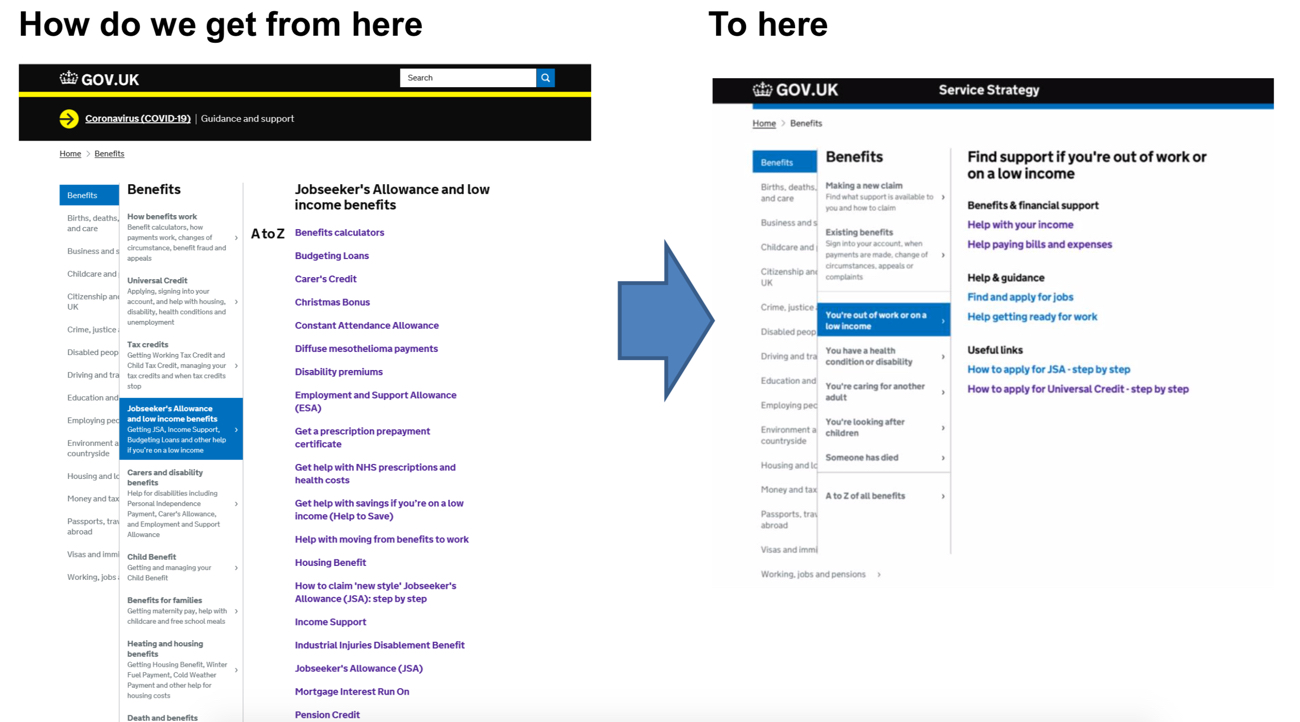 How do we get from here
To here
GOV.UK
Search
Coronavirus (COVID-19) | Guidance and support
Home > Benefits
Benefits
Births, deaths,
and care
Business and s
Childcare and
Citizenship and
UK
Crime, justice
Disabled peop
Driving and tra
Education and
Employing peo
Environment a
countryside
Housing and lo
Money and tax
Passports, trav
abroad
Visas and immi
Working, jobs
Benefits
How benefits work
Benefit calculators, how
payments work, changes of
circumstance, benefit fraud and
appeals
Universal Credit
Applying, signing into your
account, and help with housing,
disability, health conditions and
unemployment
Tax credits
Getting Working Tax Credit and
Child Tax Credit, managing your
tax credits and when tax credits
stop
Jobseeker's Allowance
and low income benefits
Getting JSA, Income Support,
Budgeting Loans and other help
if you're on a low income
Carers and disability
benefits
Help for disabilities including
Personal Independence
Payment, Carer's Allowance,
and Employment and Support
Allowance
Child Benefit
Getting and managing your
Child Benefit
Benefits for families
Getting maternity pay, help with
childcare and free school meals
Heating and housing
benefits
Getting Housing Benefit, Winter
Fuel Payment, Cold Weather
Payment and other help for
housing costs
Death and benefits
Jobseeker's Allowance and low
income benefits
A to Z
Benefits calculators
Budgeting Loans
Carer's Credit
Christmas Bonus
Constant Attendance Allowance
Diffuse mesothelioma payments
Disability premiums
Employment and Support Allowance
(ESA)
Get a prescription prepayment
certificate
Get help with NHS prescriptions and
health costs
Get help with savings if you're on a low
income (Help to Save)
Help with moving from benefits to work
Housing Benefit
How to claim 'new style' Jobseeker's
Allowance (JSA): step by step
Income Support
Industrial Injuries Disablement Benefit
Jobseeker's Allowance (JSA)
Mortgage Interest Run On
Pension Credit
GOV.UK
Service Strategy
Home > Benefits
Benefits
Births, deaths,
and care
Business and s
Childcare and
Citizenship and
UK
Crime, justice
Disabled peop
Driving and tra
Education and
Employing peo
Environment a
countryside
Housing and lo
Money and tax
Passports, trav
abroad
Visas and immi
Working, jobs and pensions >
Benefits
Making a new claim
Find what support is available to
you and how to claim
Existing benefits
Sign into your account, when
payments are made, change of
circumstances, appeals or
complaints
You're out of work or on a
low income
You have a health
condition or disability
You're caring for another
adult
You're looking after
children
Someone has died
A to Z of all benefits
Find support if you're out of work or
on a low income
Benefits & financial support
Help with your income
Help paying bills and expenses
Help & guidance
Find and apply for jobs
Help getting ready for work
Useful links
How to apply for JSA - step by step
How to apply for Universal Credit - step by step